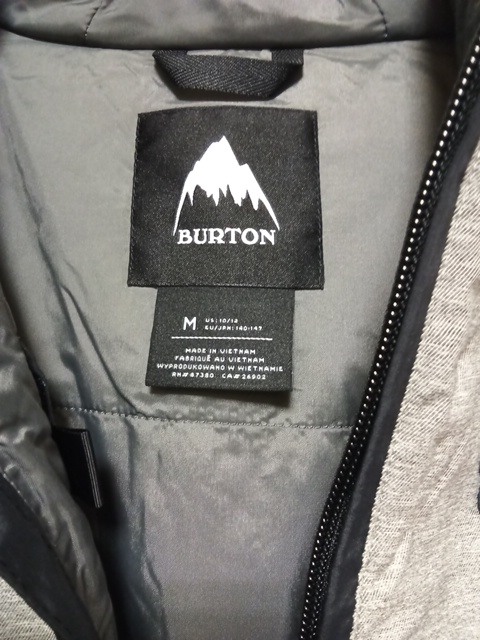 BURTON
M US: 10/12
EU/JPN: 140-147
MADE IN VIETNAM
FABRIQUÉ AU VIETNAM
WYPRODUKOWANO W WIETNAMIE
RN# 87380 CA# 26902